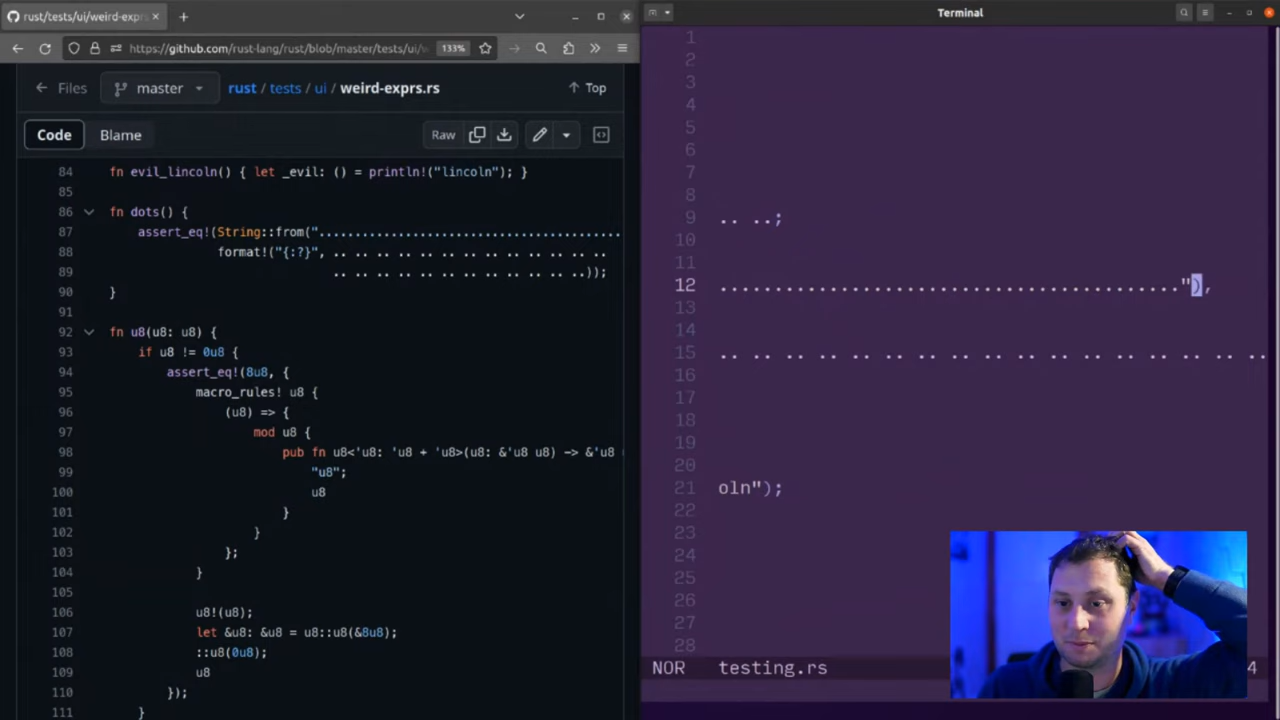 rust/tests/ui/weird-exprs
https://github.com/rust-lang/rust/blob/master/tests/ui/
133%
Files
master
rust / tests / ui / weird-exprs.rs
Top
Code
Blame
Raw
84 fn evil_lincoln() { let _evil: () = println!("lincoln"); }
85
86 fn dots() {
87 assert_eq!(String::from("..........................................
88 format!("{:?}", .. .. .. .. .. .. .. .. .. .. .. ..
89 .. .. .. .. .. .. .. .. .. .. ..));
90 }
91
92 fn u8(u8: u8) {
93 if u8 != 0u8 {
94 assert_eq!(8u8, {
95 macro_rules! u8 {
96 (u8) => {
97 mod u8 {
98 pub fn u8<'u8: 'u8 + 'u8>(u8: &'u8 u8) -> &'u8
99 "u8";
100 u8
101 }
102 }
103 };
104 }
105
106 u8!(u8);
107 let &u8: &u8 = u8::u8(&8u8);
108 ::u8(0u8);
109 u8
110 });
111 }
Terminal
1
2
3
4
5
6
7
8
9 .. ..;
10
11
12 ..........................................."),
13
14
15 .. .. .. .. .. .. .. .. .. .. .. .. .. .. .. .. ..
16
17
18
19
20
21 oln");
22
23
24
25
26
27
28
NOR testing.rs
4